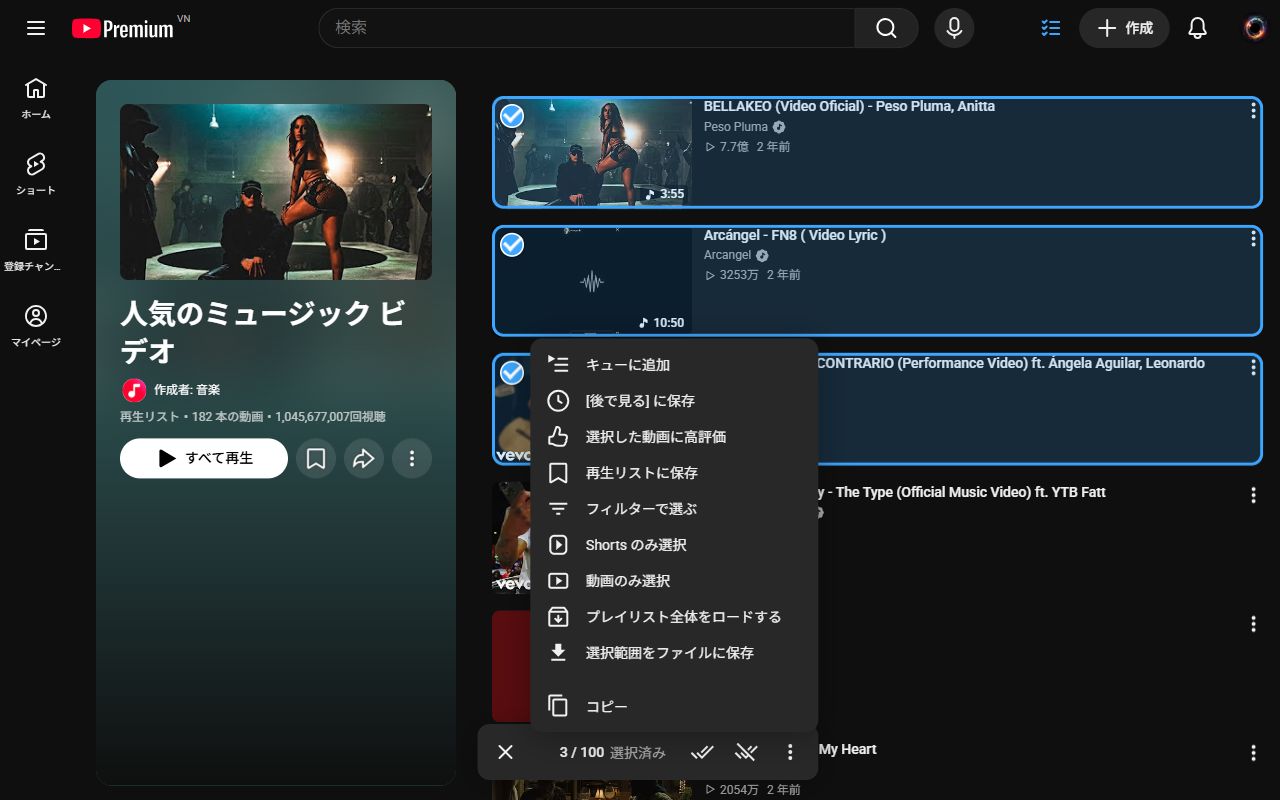 Premium VN
検索
作成
ホーム
ショート
登録チャン...
マイページ
人気のミュージック ビ
デオ
作成者: 音楽
再生リスト • 182 本の動画 • 1,045,677,007回視聴
すべて再生
BELLAKEO (Video Oficial) - Peso Pluma, Anitta
Peso Pluma
7.7億 2 年前
3:55
Arcángel - FN8 ( Video Lyric )
Arcangel
3253万 2 年前
10:50
CONTRARIO (Performance Video) ft. Ángela Aguilar, Leonardo
vevo
y - The Type (Official Music Video) ft. YTB Fatt
vevo
キューに追加
[後で見る] に保存
選択した動画に高評価
再生リストに保存
フィルターで選ぶ
Shorts のみ選択
動画のみ選択
プレイリスト全体をロードする
選択範囲をファイルに保存
コピー
3 / 100 選択済み
My Heart
2054万 2 年前